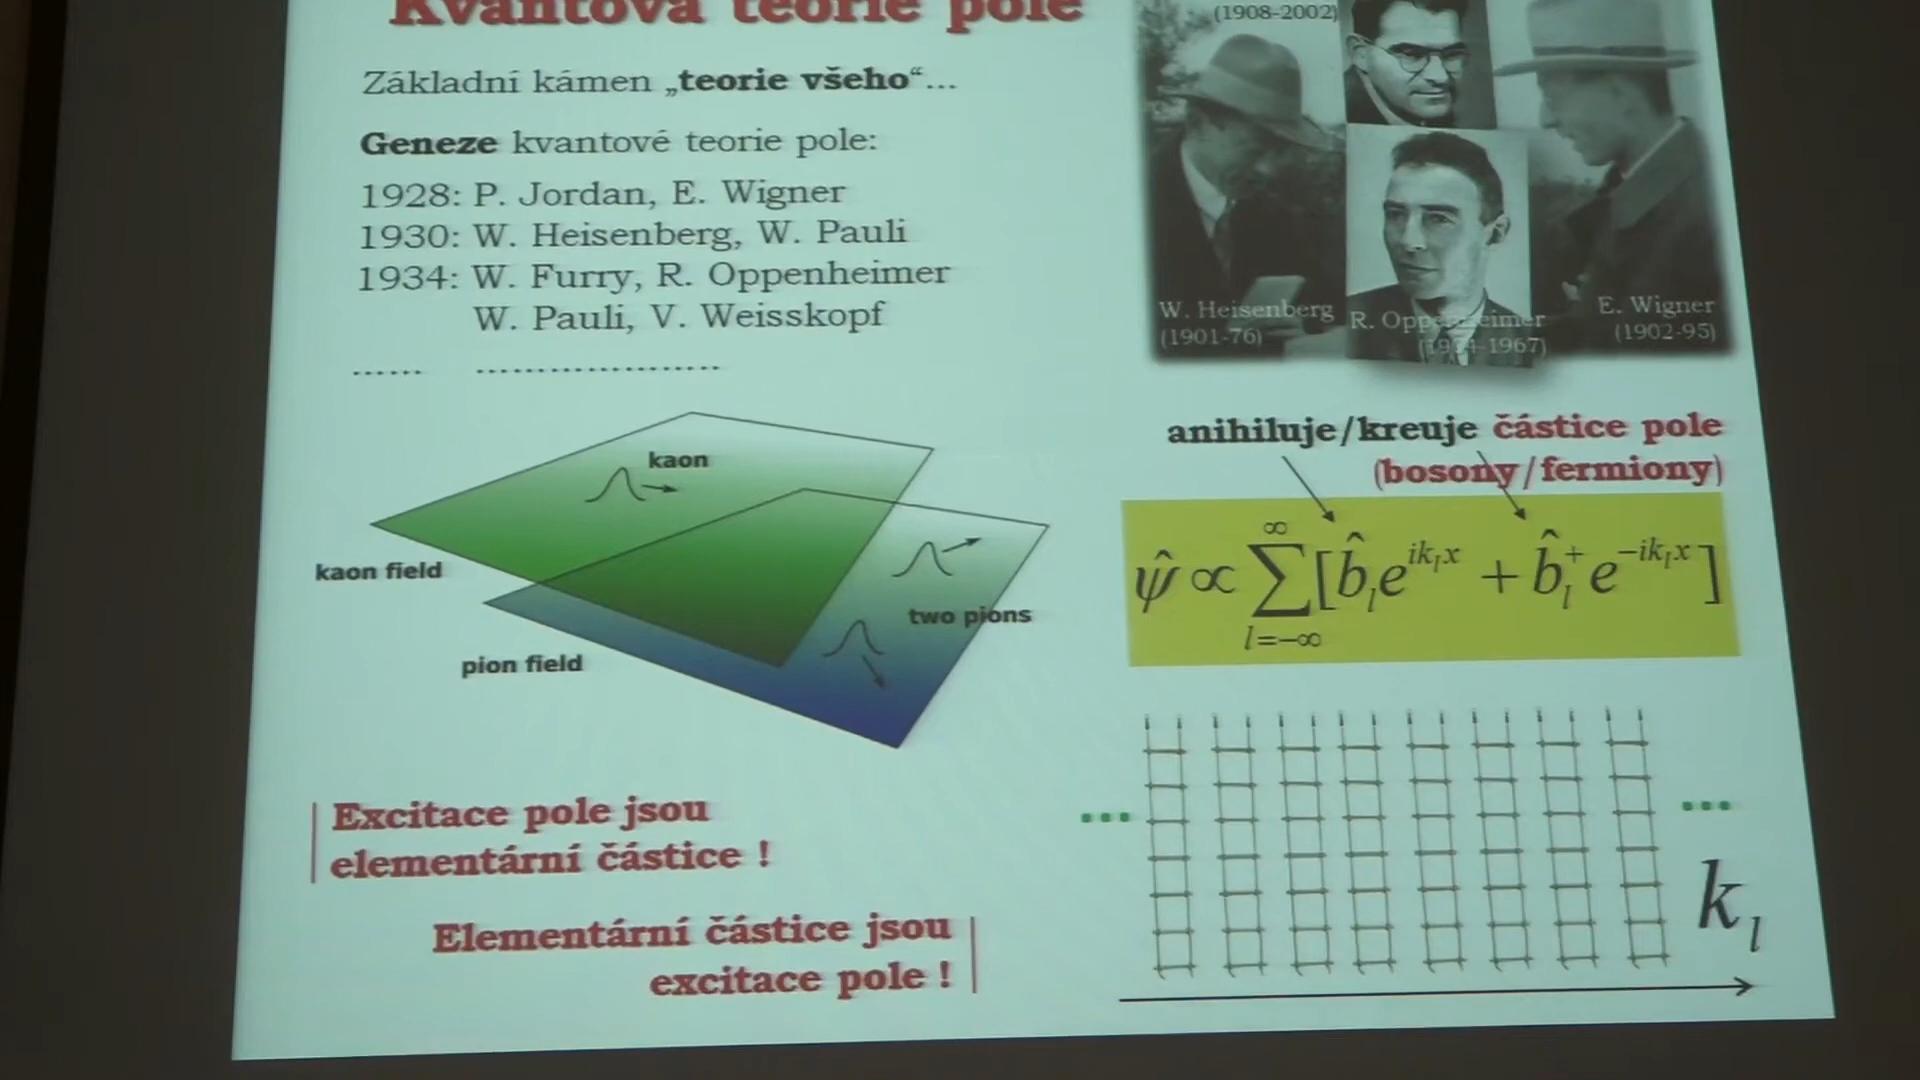 Kvantová teorie pole
Základní kámen „teorie všeho“...
Geneze kvantové teorie pole:
1928: P. Jordan, E. Wigner
1930: W. Heisenberg, W. Pauli
1934: W. Furry, R. Oppenheimer
W. Pauli, V. Weisskopf
...... .....................
(1908-2002)
W. Heisenberg
(1901-76)
R. Oppenheimer
-1967)
E. Wigner
(1902-95)
kaon
kaon field
two pions
pion field
anihiluje/kreuje částice pole
(bosony/fermiony)
ψ̂ ∝ ∑ₗ₌₋∞^∞ [b̂ₗe^{ikₗx} + b̂ₗ⁺e^{−ikₗx}]
Excitace pole jsou
elementární částice !
Elementární částice jsou
excitace pole !
... ...
kₗ